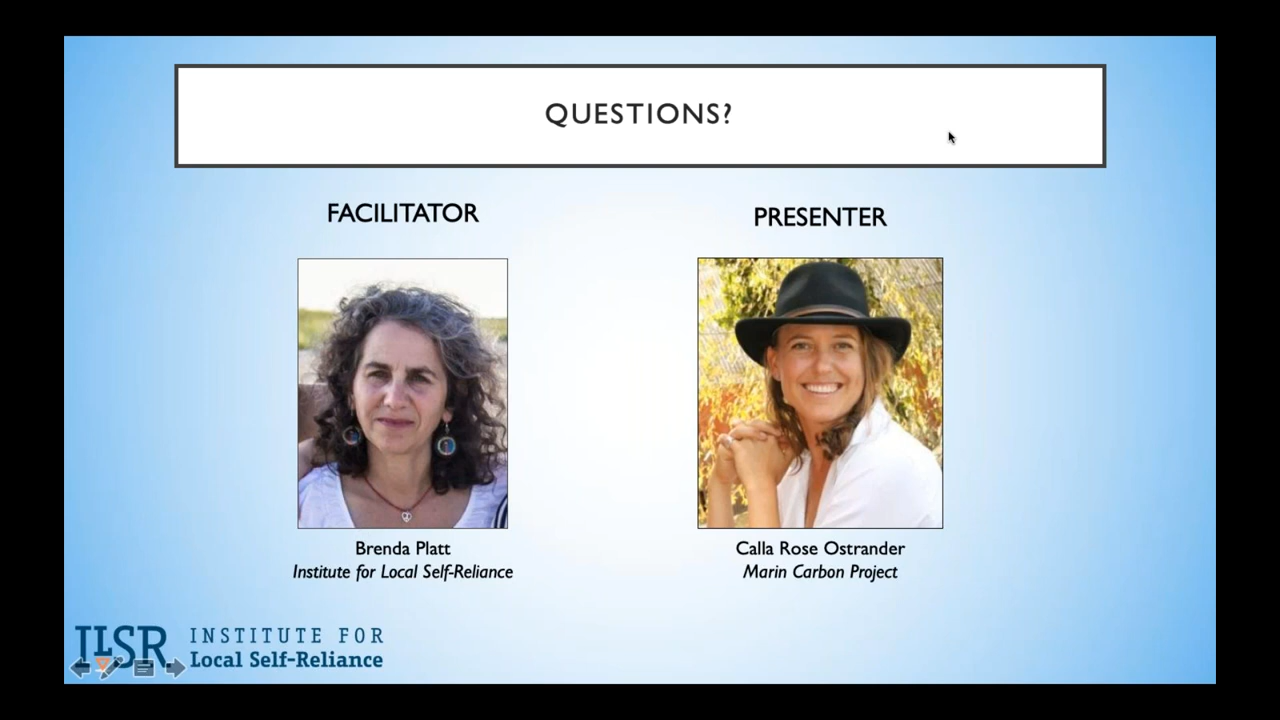 QUESTIONS?
FACILITATOR
PRESENTER
Brenda Platt
Institute for Local Self-Reliance
Calla Rose Ostrander
Marin Carbon Project
ILSR
INSTITUTE FOR
Local Self-Reliance